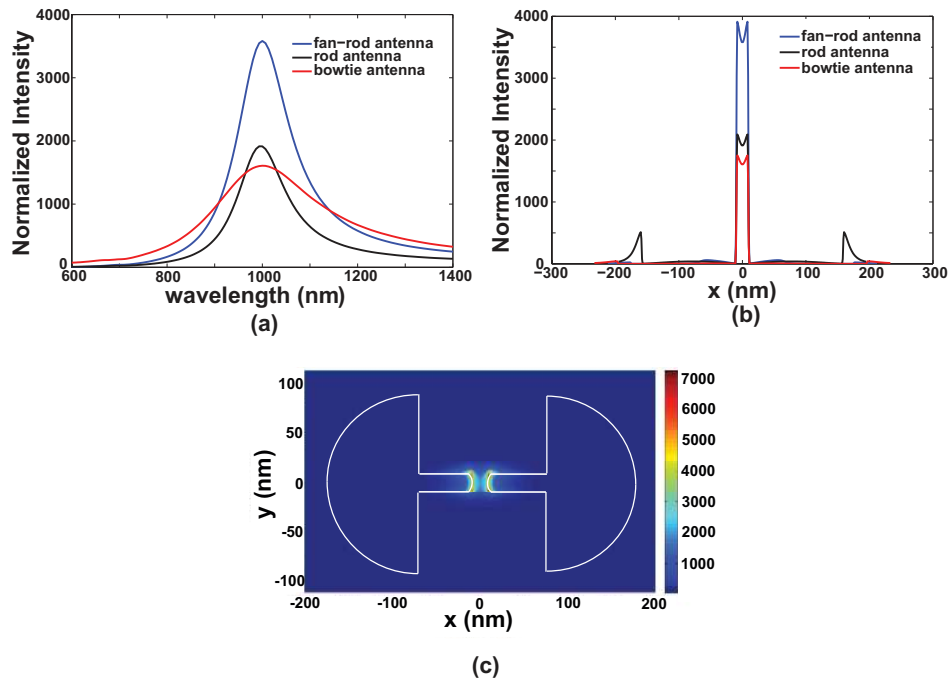 4000
3000
2000
1000
0
Normalized Intensity
fan-rod antenna
rod antenna
bowtie antenna
600
800
1000
1200
1400
wavelength (nm)
(a)
4000
3000
2000
1000
0
Normalized Intensity
fan-rod antenna
rod antenna
bowtie antenna
−300
−200
−100
0
100
200
300
x (nm)
(b)
100
50
0
-50
-100
y (nm)
-200
-100
0
100
200
x (nm)
7000
6000
5000
4000
3000
2000
1000
(c)